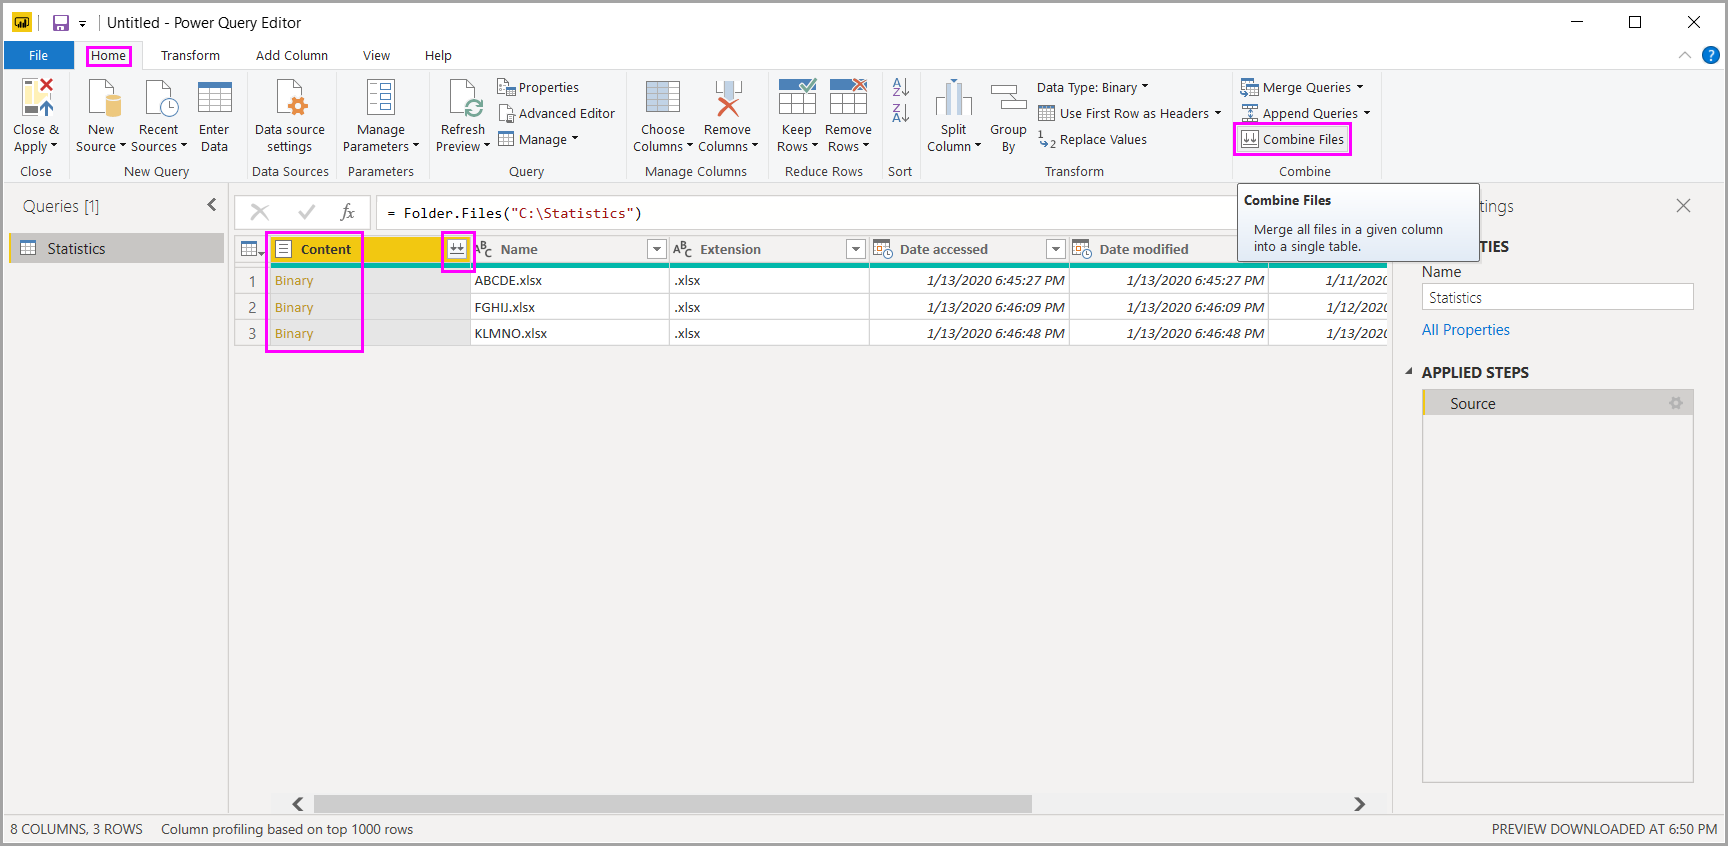 Untitled - Power Query Editor
File Home Transform Add Column View Help
Close & Apply
New Source
Recent Sources
Enter Data
Data source settings
Manage Parameters
Refresh Preview
Properties
Advanced Editor
Manage
Choose Columns
Remove Columns
Keep Rows
Remove Rows
Split Column
Group By
Data Type: Binary
Use First Row as Headers
Replace Values
Merge Queries
Append Queries
Combine Files
Close New Query Data Sources Parameters Query Manage Columns Reduce Rows Sort Transform Combine
Combine Files
Merge all files in a given column
into a single table.
Queries [1]
Statistics
= Folder.Files("C:\Statistics")
Content Name Extension Date accessed Date modified
1 Binary ABCDE.xlsx .xlsx 1/13/2020 6:45:27 PM 1/13/2020 6:45:27 PM 1/11/2020
2 Binary FGHIJ.xlsx .xlsx 1/13/2020 6:46:09 PM 1/13/2020 6:46:09 PM 1/12/2020
3 Binary KLMNO.xlsx .xlsx 1/13/2020 6:46:48 PM 1/13/2020 6:46:48 PM 1/13/2020
tings
TIES
Name
Statistics
All Properties
APPLIED STEPS
Source
8 COLUMNS, 3 ROWS Column profiling based on top 1000 rows PREVIEW DOWNLOADED AT 6:50 PM